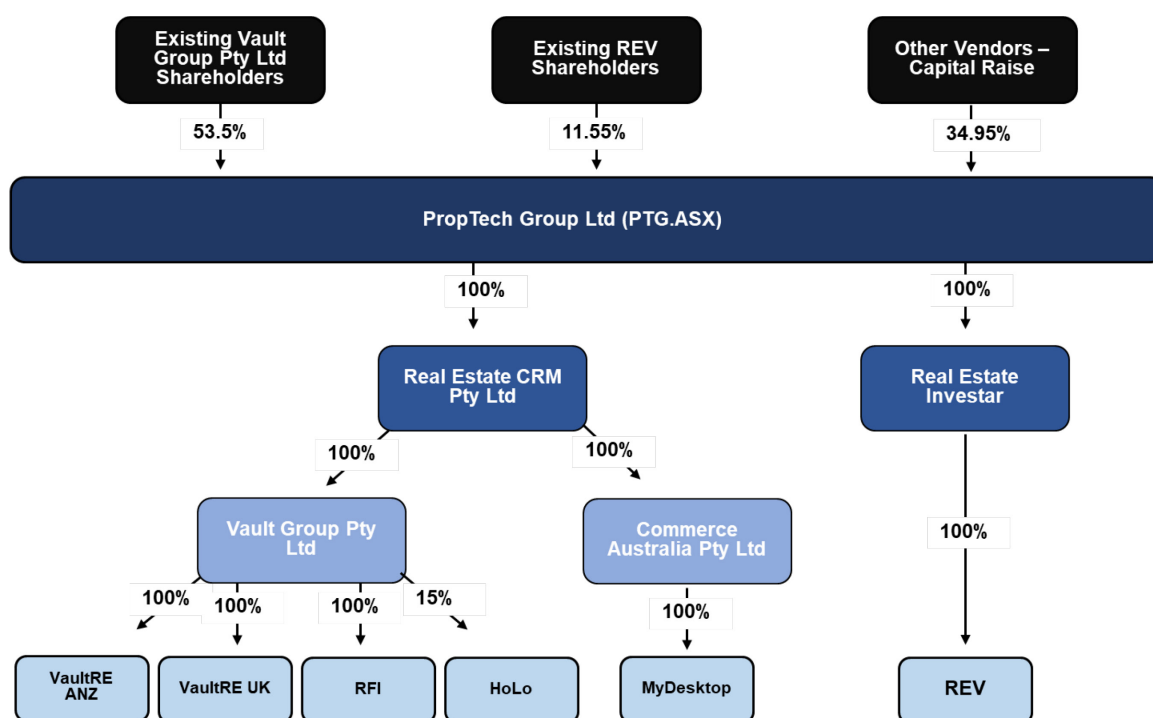 Existing Vault
Group Pty Ltd
Shareholders
Existing REV
Shareholders
Other Vendors –
Capital Raise
53.5%
11.55%
34.95%
PropTech Group Ltd (PTG.ASX)
100%
100%
Real Estate CRM
Pty Ltd
Real Estate
Investar
100%
100%
Vault Group Pty
Ltd
Commerce
Australia Pty Ltd
100%
100%
100%
100%
15%
100%
VaultRE
ANZ
VaultRE UK
RFI
HoLo
MyDesktop
REV